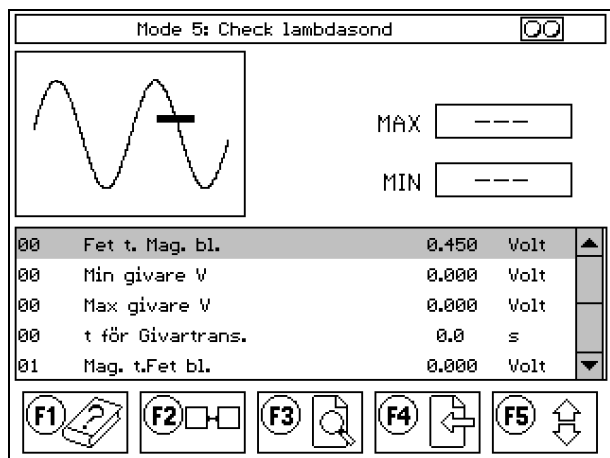 Mode 5: Check lambdasond
MAX ---
MIN ---
00 Fet t. Mag. bl. 0.450 Volt
00 Min givare V 0.000 Volt
00 Max givare V 0.000 Volt
00 t för Givartrans. 0.0 s
01 Mag. t.Fet bl. 0.000 Volt
F1 ? F2 F3 F4 F5